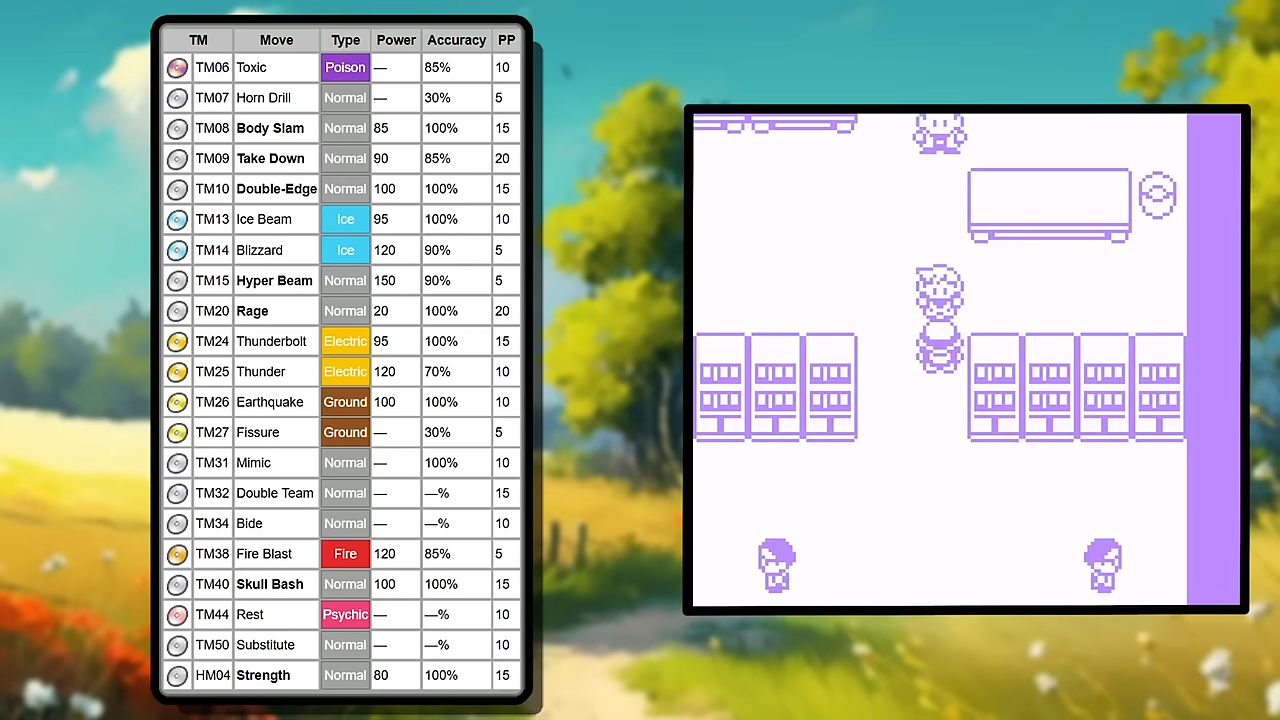 TM Move Type Power Accuracy PP
TM06 Toxic Poison — 85% 10
TM07 Horn Drill Normal — 30% 5
TM08 Body Slam Normal 85 100% 15
TM09 Take Down Normal 90 85% 20
TM10 Double-Edge Normal 100 100% 15
TM13 Ice Beam Ice 95 100% 10
TM14 Blizzard Ice 120 90% 5
TM15 Hyper Beam Normal 150 90% 5
TM20 Rage Normal 20 100% 20
TM24 Thunderbolt Electric 95 100% 15
TM25 Thunder Electric 120 70% 10
TM26 Earthquake Ground 100 100% 10
TM27 Fissure Ground — 30% 5
TM31 Mimic Normal — 100% 10
TM32 Double Team Normal — —% 15
TM34 Bide Normal — —% 10
TM38 Fire Blast Fire 120 85% 5
TM40 Skull Bash Normal 100 100% 15
TM44 Rest Psychic — —% 10
TM50 Substitute Normal — —% 10
HM04 Strength Normal 80 100% 15